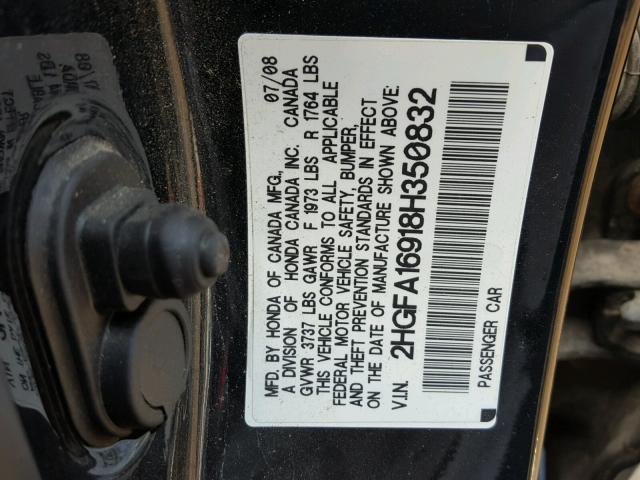 MFD. BY HONDA OF CANADA MFG., 07/08
A DIVISION OF HONDA CANADA INC. CANADA
GVWR 3737 LBS GAWR F 1973 LBS R 1764 LBS
THIS VEHICLE CONFORMS TO ALL APPLICABLE
FEDERAL MOTOR VEHICLE SAFETY, BUMPER,
AND THEFT PREVENTION STANDARDS IN EFFECT
ON THE DATE OF MANUFACTURE SHOWN ABOVE:
V.I.N. 2HGFA16918H350832
PASSENGER CAR